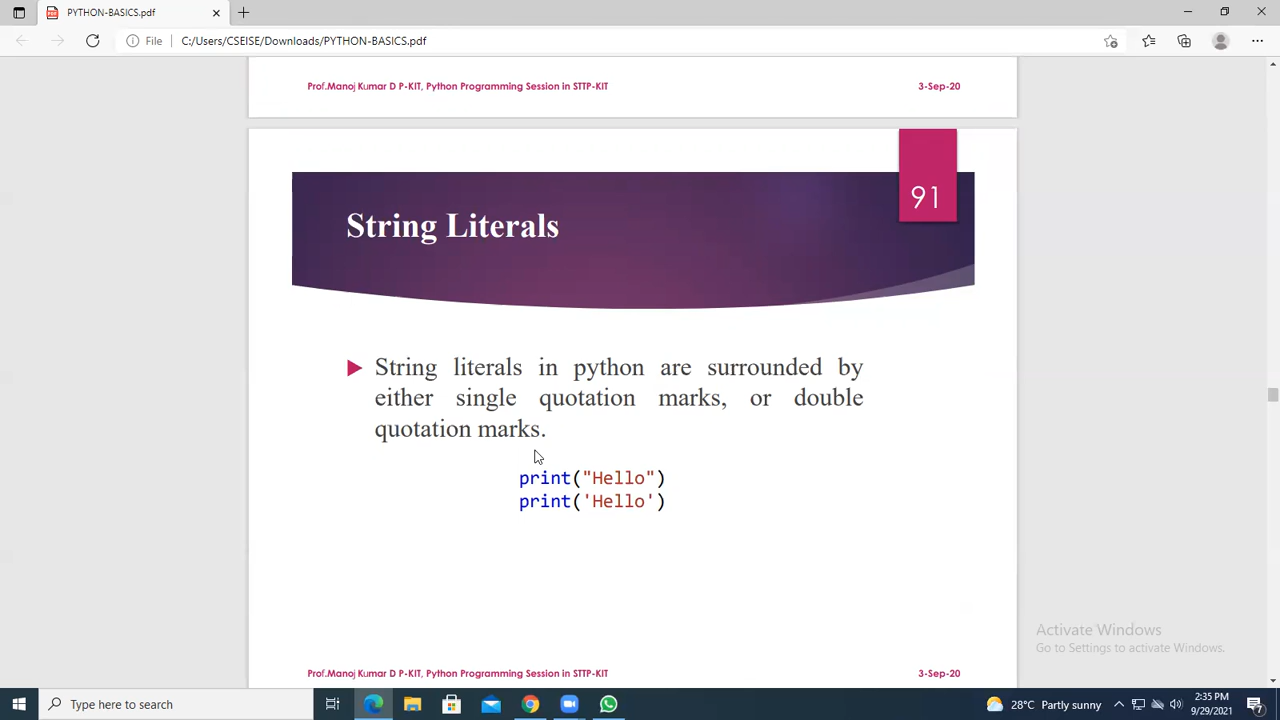 PYTHON-BASICS.pdf
File
C:/Users/CSEISE/Downloads/PYTHON-BASICS.pdf
Prof.Manoj Kumar D P-KIT, Python Programming Session in STTP-KIT
3-Sep-20
91
String Literals
String literals in python are surrounded by
either single quotation marks, or double
quotation marks.
print("Hello")
print('Hello')
Activate Windows
Go to Settings to activate Windows.
Prof.Manoj Kumar D P-KIT, Python Programming Session in STTP-KIT
3-Sep-20
Type here to search
28°C Partly sunny
2:35 PM
9/29/2021
7